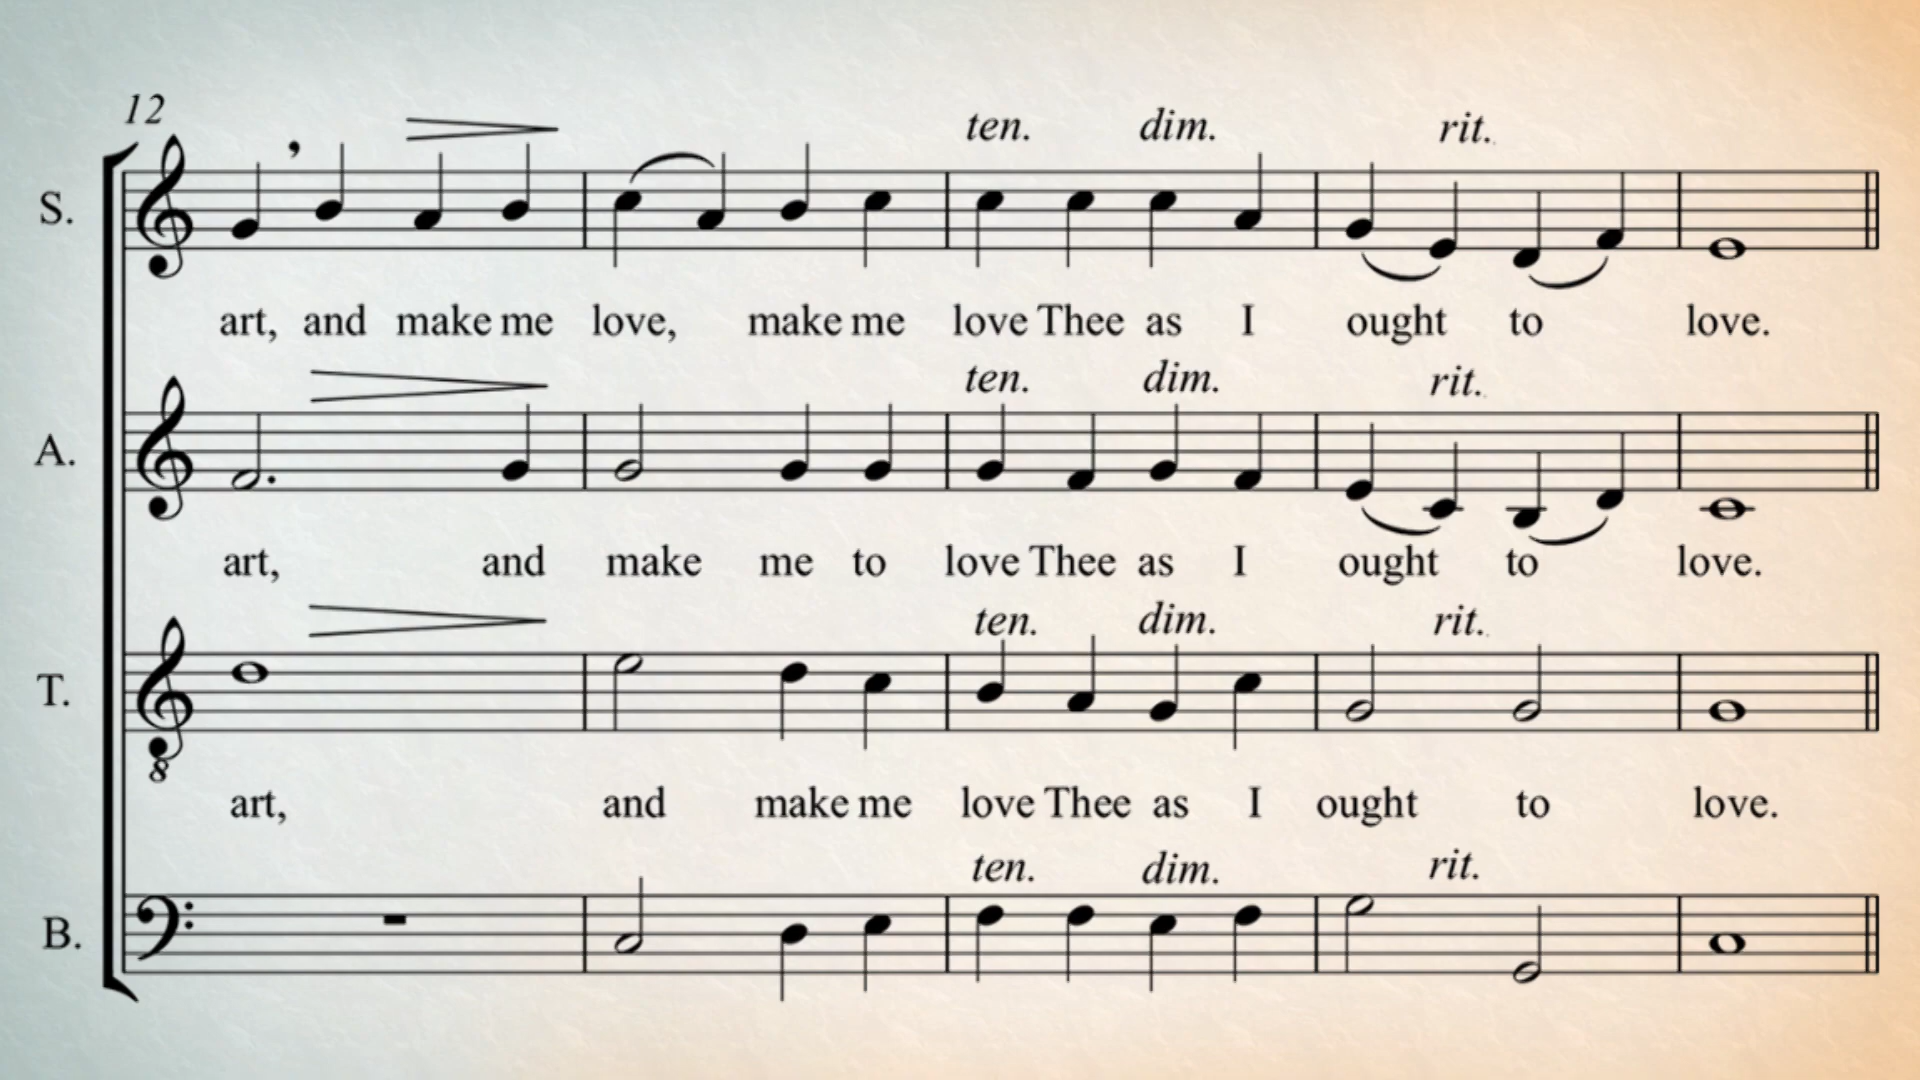 12
ten. dim. rit.
S.
art, and make me love, make me love Thee as I ought to love.
ten. dim. rit.
A.
art, and make me to love Thee as I ought to love.
ten. dim. rit.
T.
8
art, and make me love Thee as I ought to love.
ten. dim. rit.
B.